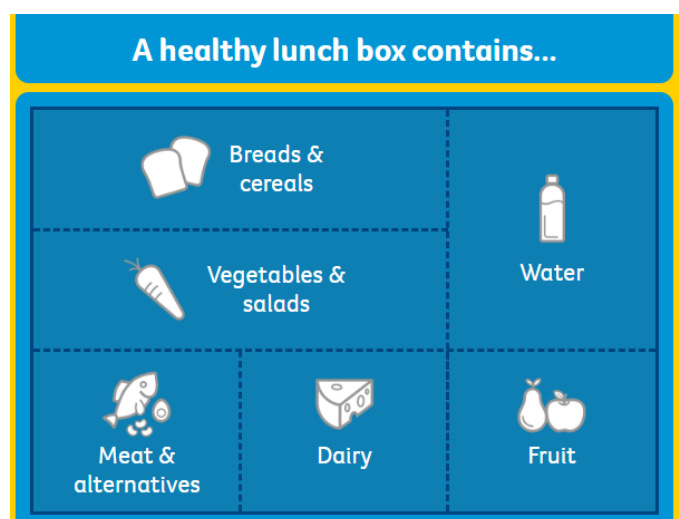 A healthy lunch box contains...
Breads &
cereals
Water
Vegetables &
salads
Meat &
alternatives
Dairy
Fruit